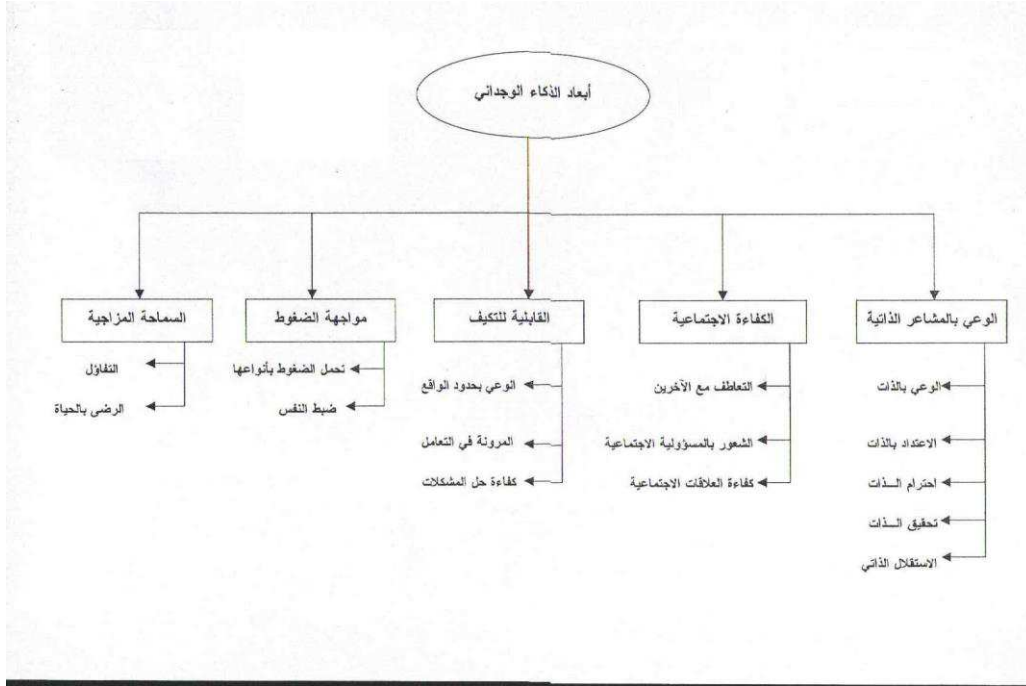 أبعاد الذكاء الوجداني
الوعي بالمشاعر الذاتية
الوعي بالذات
الاعتداد بالذات
احترام الـــذات
تحقيق الـــذات
الاستقلال الذاتي
الكفاءة الاجتماعية
التعاطف مع الآخرين
الشعور بالمسؤولية الاجتماعية
كفاءة العلاقات الاجتماعية
القابلية للتكيف
الوعي بحدود الواقع
المرونة في التعامل
كفاءة حل المشكلات
مواجهة الضغوط
تحمل الضغوط بأنواعها
ضبط النفس
السماحة المزاجية
التفاؤل
الرضى بالحياة